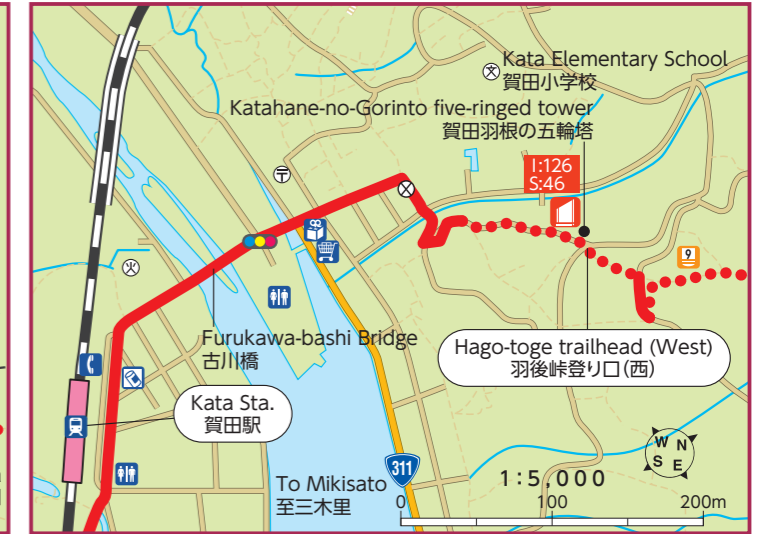 Kata Elementary School
文
賀田小学校
Katahane-no-Gorinto five-ringed tower
賀田羽根の五輪塔
I:126
S:46
9
火
Furukawa-bashi Bridge
古川橋
Hago-toge trailhead (West)
羽後峠登り口(西)
Kata Sta.
賀田駅
311
To Mikisato
至三木里
W N
S E
1:5,000
0 100 200m